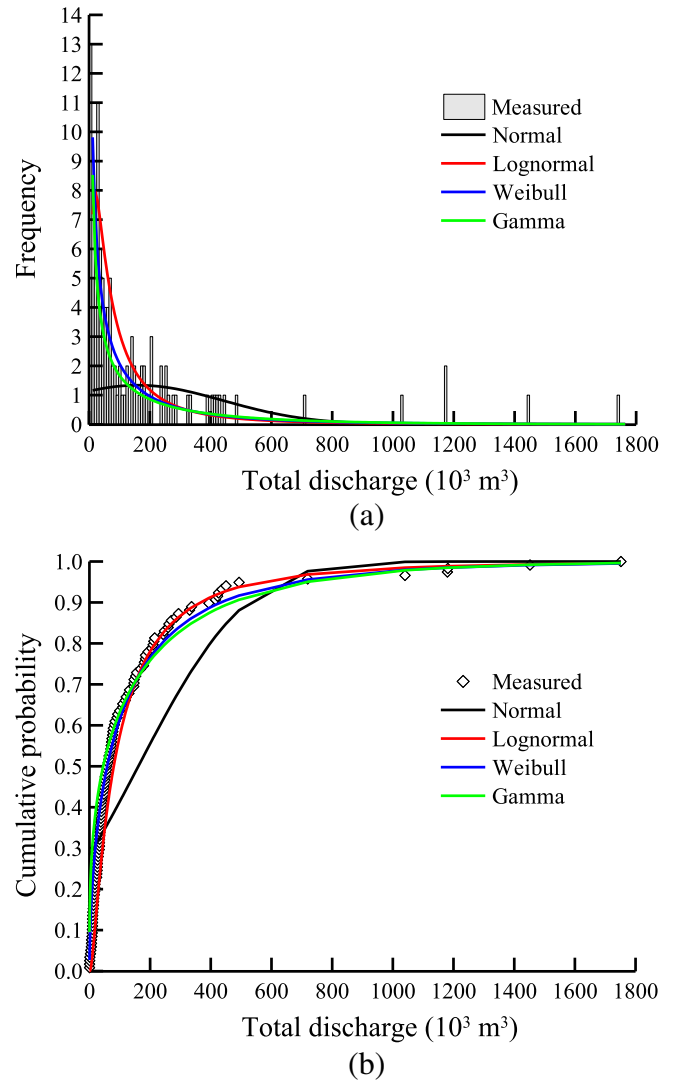 14
13
12
11
10
9
8
7
6
5
4
3
2
1
0
Frequency
Measured
Normal
Lognormal
Weibull
Gamma
0 200 400 600 800 1000 1200 1400 1600 1800
Total discharge (10³ m³)
(a)
1.0
0.9
0.8
0.7
0.6
0.5
0.4
0.3
0.2
0.1
0.0
Cumulative probability
Measured
Normal
Lognormal
Weibull
Gamma
0 200 400 600 800 1000 1200 1400 1600 1800
Total discharge (10³ m³)
(b)